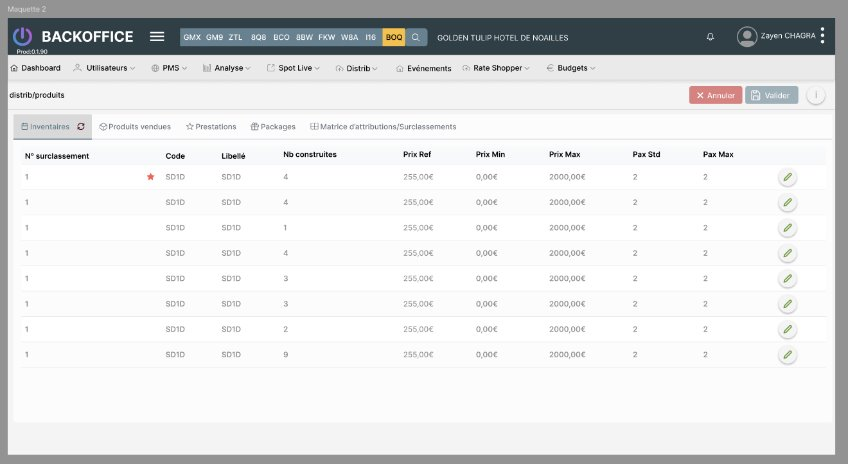 Maquette 2
BACKOFFICE
Prod:0.1.90
GMX GM9 ZTL 8Q8 BCO 8BW FKW W8A I16 BOQ
GOLDEN TULIP HOTEL DE NOAILLES
Zayen CHAGRA
Dashboard Utilisateurs PMS Analyse Spot Live Distrib Evénements Rate Shopper Budgets
distrib/produits
Annuler Valider
Inventaires Produits vendues Prestations Packages Matrice d'attributions/Surclassements
N° surclassement Code Libellé Nb construites Prix Ref Prix Min Prix Max Pax Std Pax Max
1 SD1D SD1D 4 255,00€ 0,00€ 2000,00€ 2 2
1 SD1D SD1D 4 255,00€ 0,00€ 2000,00€ 2 2
1 SD1D SD1D 1 255,00€ 0,00€ 2000,00€ 2 2
1 SD1D SD1D 4 255,00€ 0,00€ 2000,00€ 2 2
1 SD1D SD1D 3 255,00€ 0,00€ 2000,00€ 2 2
1 SD1D SD1D 3 255,00€ 0,00€ 2000,00€ 2 2
1 SD1D SD1D 2 255,00€ 0,00€ 2000,00€ 2 2
1 SD1D SD1D 9 255,00€ 0,00€ 2000,00€ 2 2